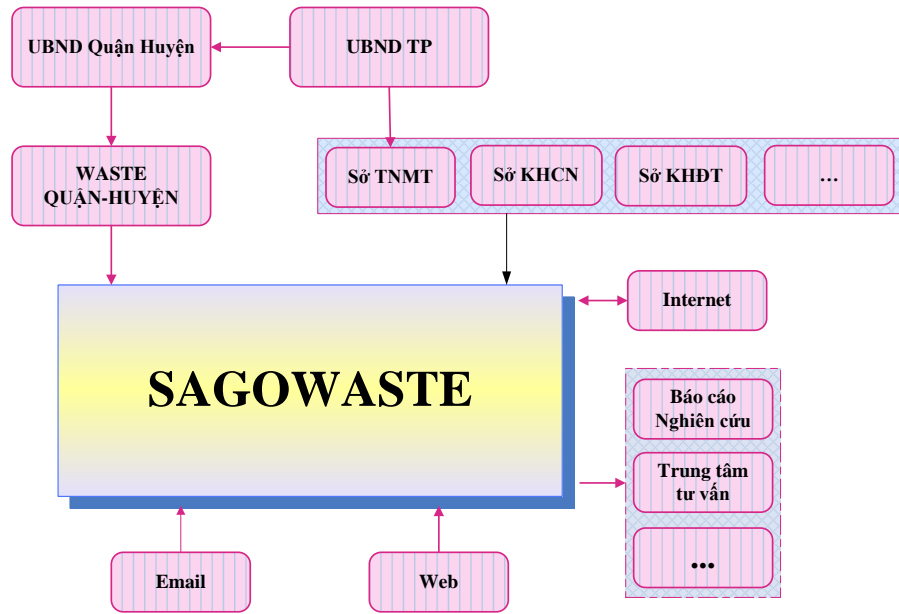 UBND Quận Huyện
UBND TP
WASTE
QUẬN-HUYỆN
Sở TNMT
Sở KHCN
Sở KHĐT
...
SAGOWASTE
Internet
Báo cáo
Nghiên cứu
Trung tâm
tư vấn
...
Email
Web